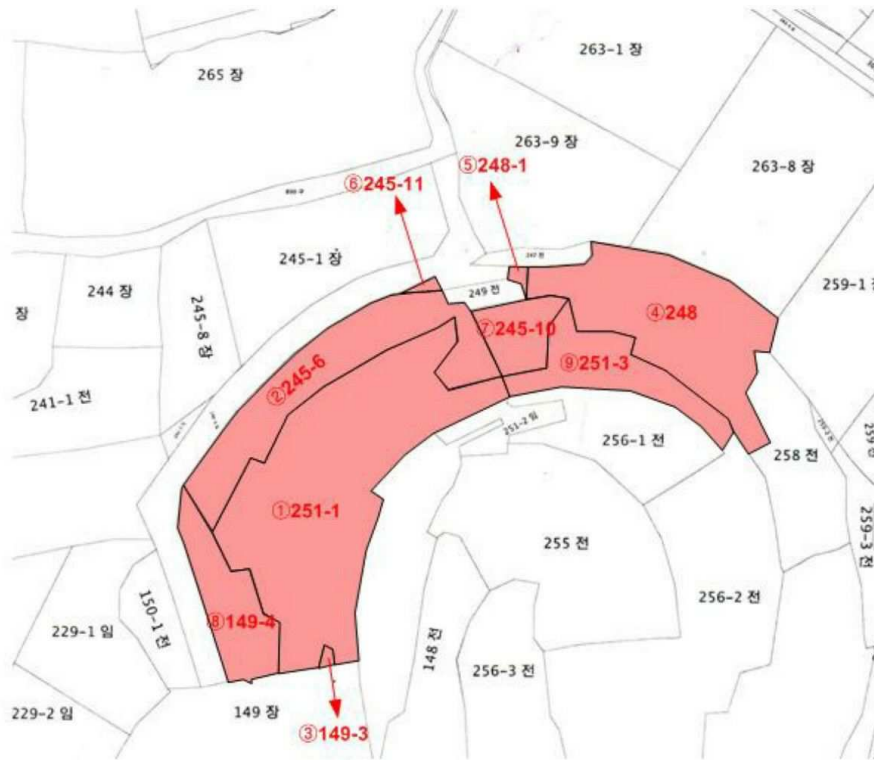 263-1 장
265 장
263-9 장
⑤248-1
263-8 장
⑥245-11
245-1 장
247 전
259-1
244 장
249 전
④248
장
245-8 장
⑦245-10
⑨251-3
②245-6
241-1 전
251-2 임
256-1 전
258 전
①251-1
255 전
259-3 전
150-1 전
256-2 전
⑧149-4
229-1 임
148 전
256-3 전
229-2 임
149 장
③149-3